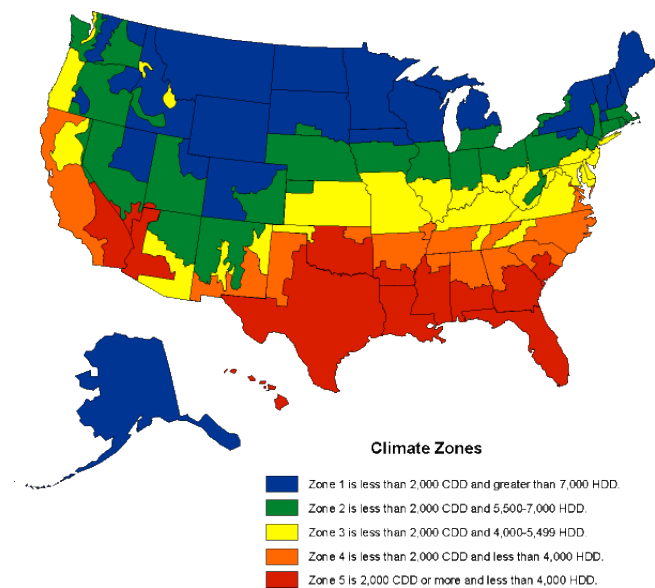 Climate Zones
Zone 1 is less than 2,000 CDD and greater than 7,000 HDD.
Zone 2 is less than 2,000 CDD and 5,500-7,000 HDD.
Zone 3 is less than 2,000 CDD and 4,000-5,499 HDD.
Zone 4 is less than 2,000 CDD and less than 4,000 HDD.
Zone 5 is 2,000 CDD or more and less than 4,000 HDD.